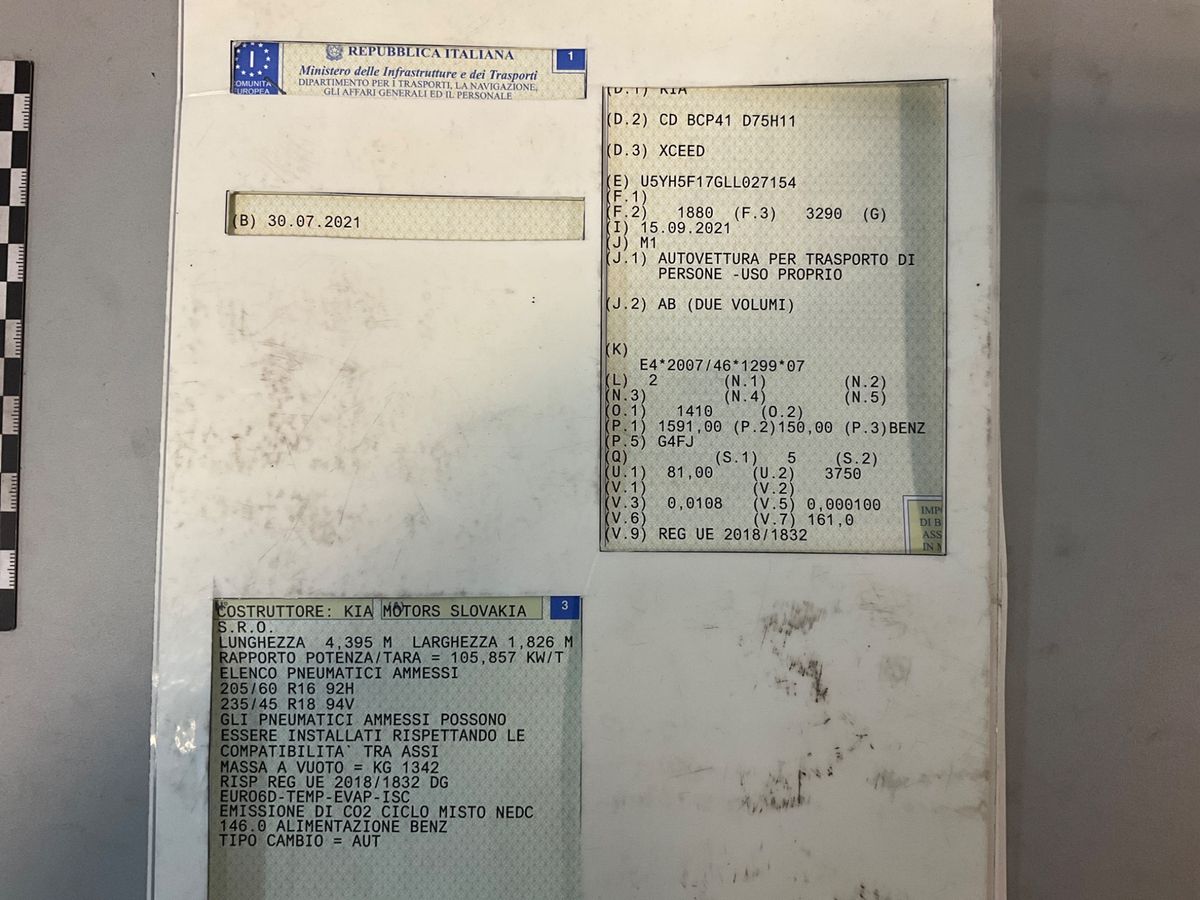 REPUBBLICA ITALIANA
1
I
Ministero delle Infrastrutture e dei Trasporti
COMUNITÀ
EUROPEA
DIPARTIMENTO PER I TRASPORTI, LA NAVIGAZIONE,
GLI AFFARI GENERALI ED IL PERSONALE
(B) 30.07.2021
(D.1) KIA
(D.2) CD BCP41 D75H11
(D.3) XCEED
(E) U5YH5F17GLL027154
(F.1)
(F.2) 1880 (F.3) 3290 (G)
(I) 15.09.2021
(J) M1
(J.1) AUTOVETTURA PER TRASPORTO DI
PERSONE -USO PROPRIO
(J.2) AB (DUE VOLUMI)
(K)
E4*2007/46*1299*07
(L) 2 (N.1) (N.2)
(N.3) (N.4) (N.5)
(O.1) 1410 (O.2)
(P.1) 1591,00 (P.2)150,00 (P.3)BENZ
(P.5) G4FJ
(Q) (S.1) 5 (S.2)
(U.1) 81,00 (U.2) 3750
(V.1) (V.2)
(V.3) 0,0108 (V.5) 0,000100
(V.6) (V.7) 161,0
(V.9) REG UE 2018/1832
COSTRUTTORE: KIA MOTORS SLOVAKIA
3
S.R.O.
LUNGHEZZA 4,395 M LARGHEZZA 1,826 M
RAPPORTO POTENZA/TARA = 105,857 KW/T
ELENCO PNEUMATICI AMMESSI
205/60 R16 92H
235/45 R18 94V
GLI PNEUMATICI AMMESSI POSSONO
ESSERE INSTALLATI RISPETTANDO LE
COMPATIBILITA` TRA ASSI
MASSA A VUOTO = KG 1342
RISP REG UE 2018/1832 DG
EURO6D-TEMP-EVAP-ISC
EMISSIONE DI CO2 CICLO MISTO NEDC
146.0 ALIMENTAZIONE BENZ
TIPO CAMBIO = AUT